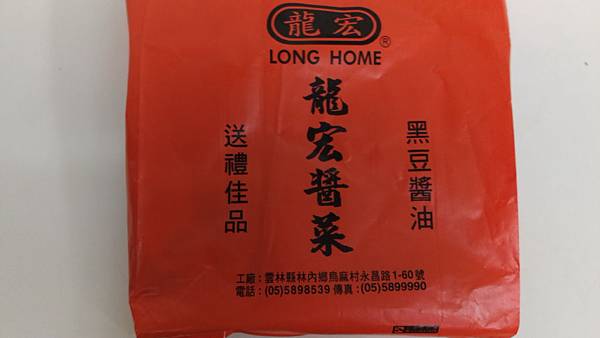 龍宏®
LONG HOME
黑豆醬油
龍宏醬菜
送禮佳品
工廠：雲林縣林內鄉烏麻村永昌路1-60號
電話：(05)5898539 傳真：(05)5899990